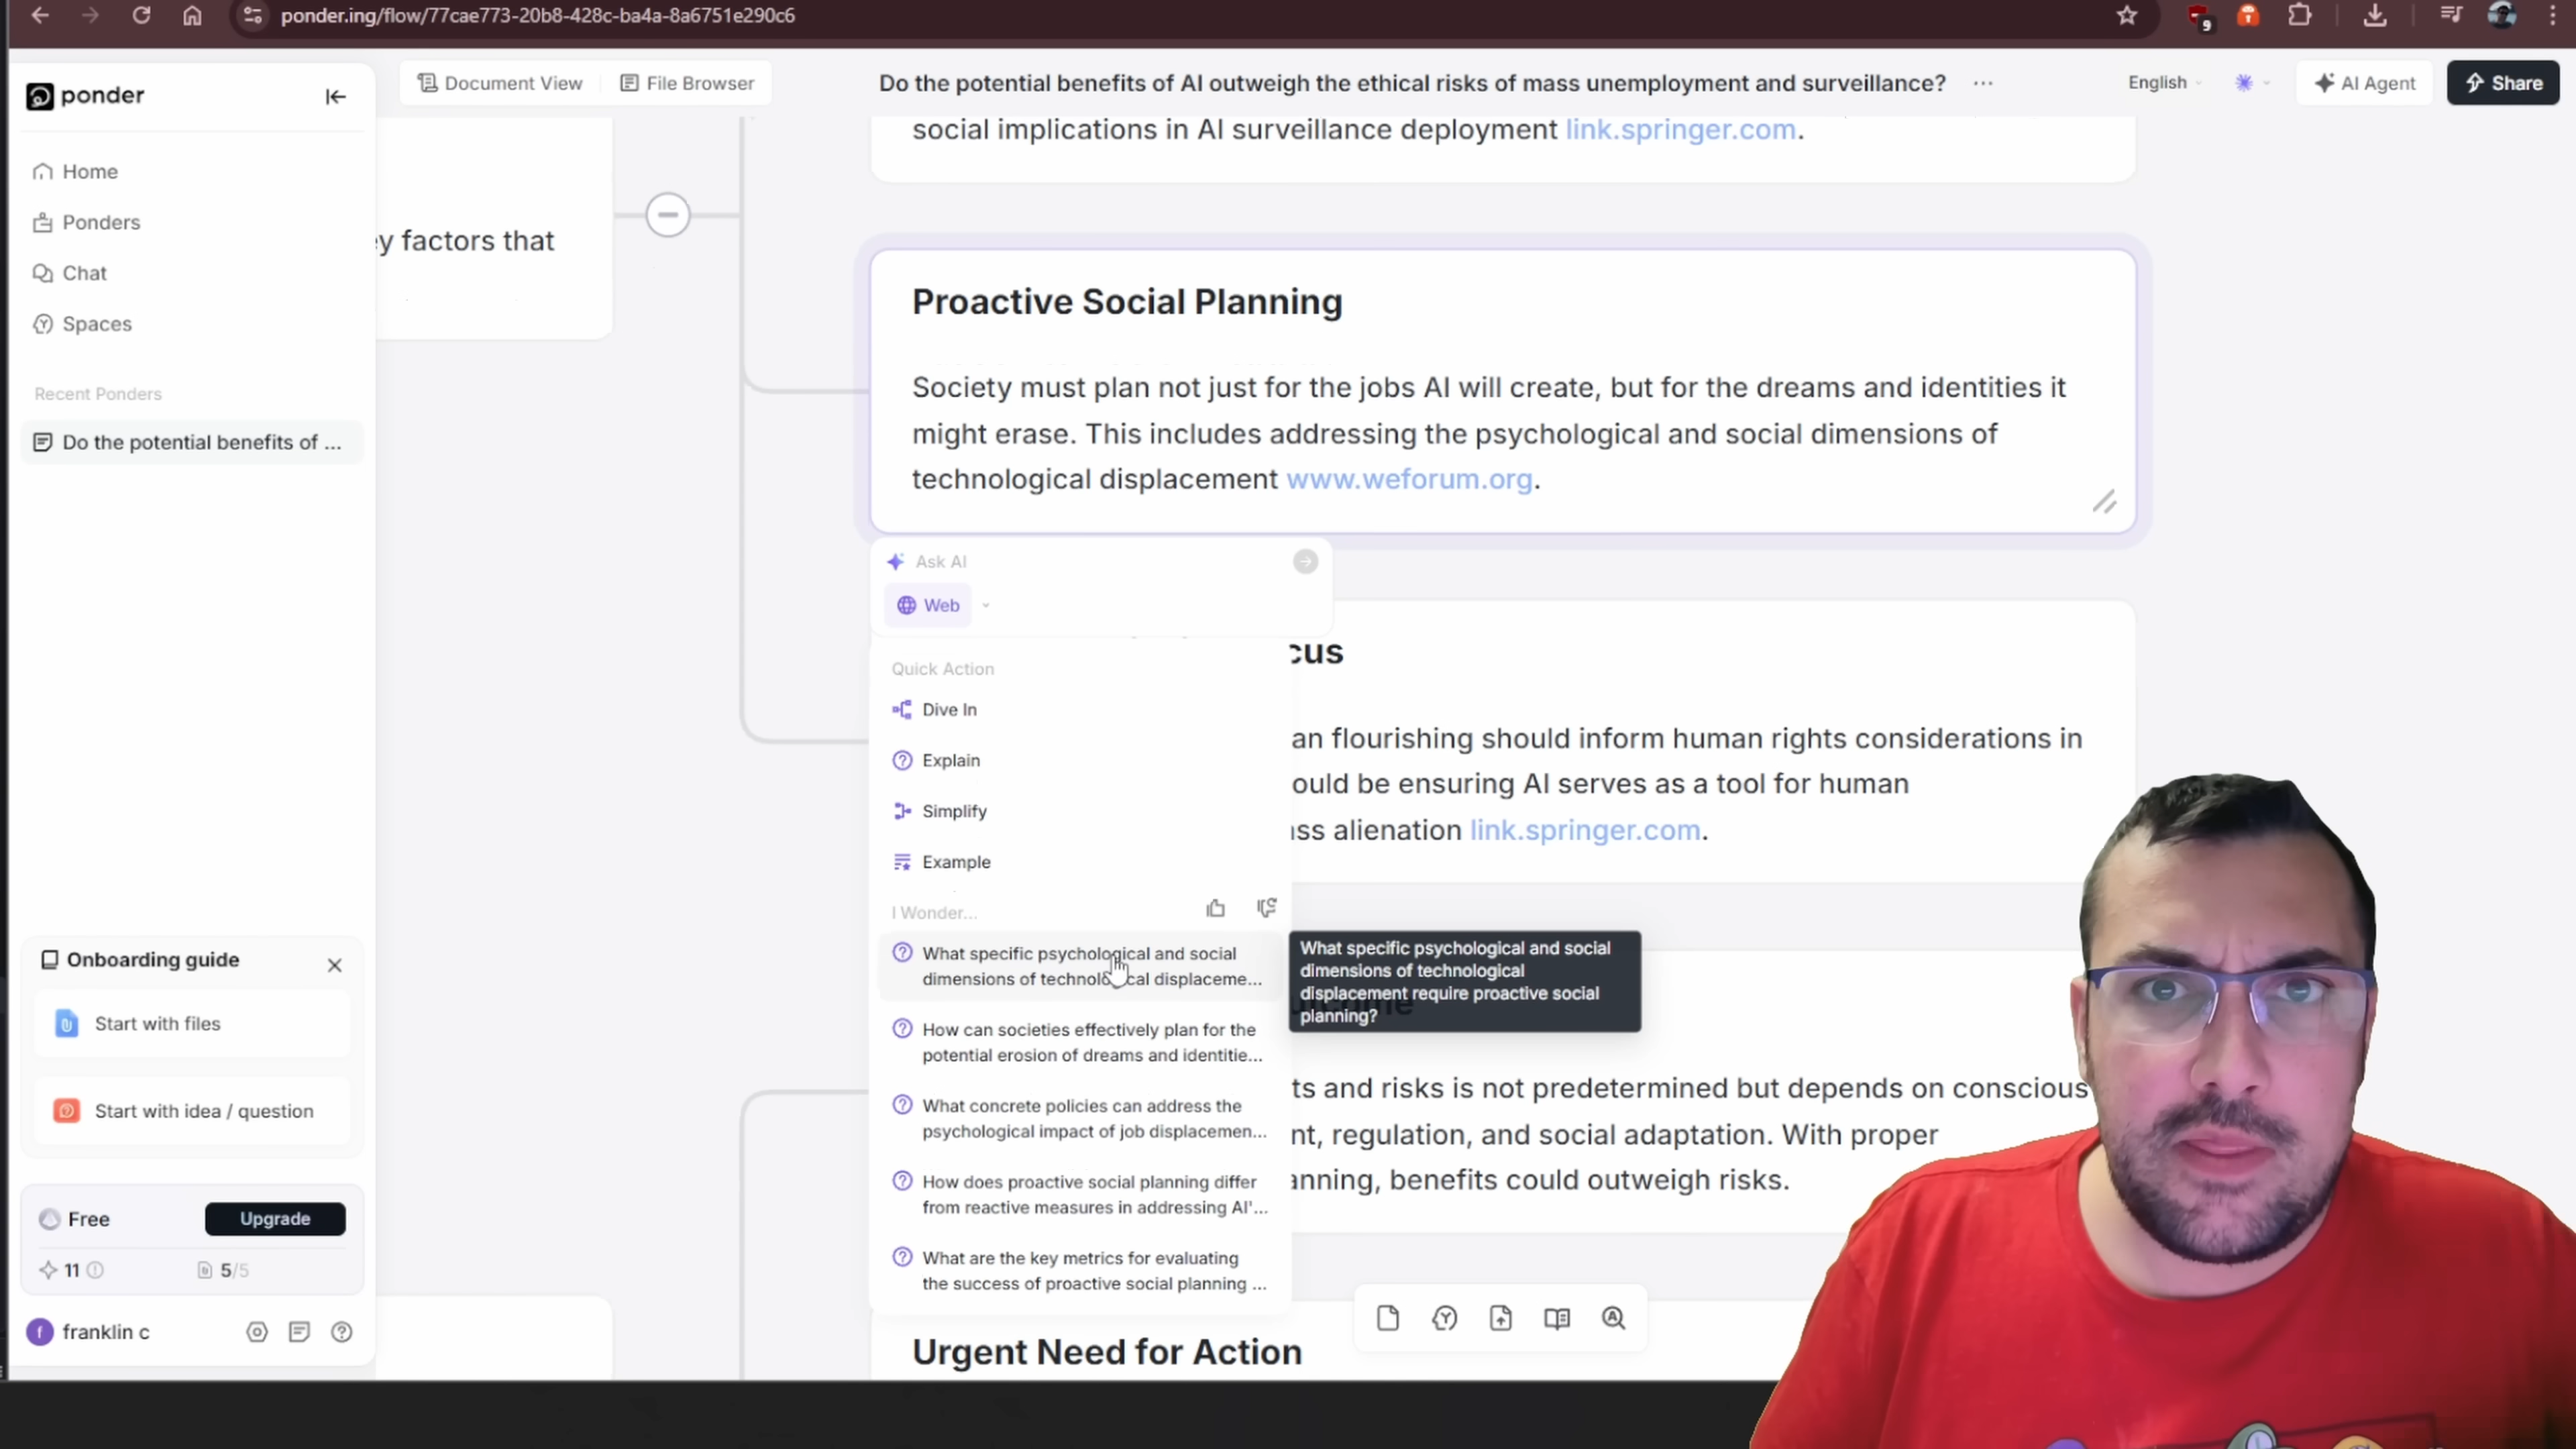 ponder.ing/flow/77cae773-20b8-428c-ba4a-8a6751e290c6
9
ponder
Document View
File Browser
Do the potential benefits of AI outweigh the ethical risks of mass unemployment and surveillance?
English
AI Agent
Share
Home
Ponders
Chat
Spaces
Recent Ponders
Do the potential benefits of ...
Onboarding guide
Start with files
Start with idea / question
Free
Upgrade
11
5/5
franklin c
factors that
social implications in AI surveillance deployment link.springer.com.
Proactive Social Planning
Society must plan not just for the jobs AI will create, but for the dreams and identities it
might erase. This includes addressing the psychological and social dimensions of
technological displacement www.weforum.org.
Ask AI
Web
Quick Action
Dive In
Explain
Simplify
Example
I Wonder...
What specific psychological and social
dimensions of technological displaceme...
How can societies effectively plan for the
potential erosion of dreams and identitie...
What concrete policies can address the
psychological impact of job displacemen...
How does proactive social planning differ
from reactive measures in addressing AI'...
What are the key metrics for evaluating
the success of proactive social planning ...
What specific psychological and social
dimensions of technological
displacement require proactive social
planning?
cus
an flourishing should inform human rights considerations in
ould be ensuring AI serves as a tool for human
ss alienation link.springer.com.
ts and risks is not predetermined but depends on conscious
nt, regulation, and social adaptation. With proper
anning, benefits could outweigh risks.
Urgent Need for Action